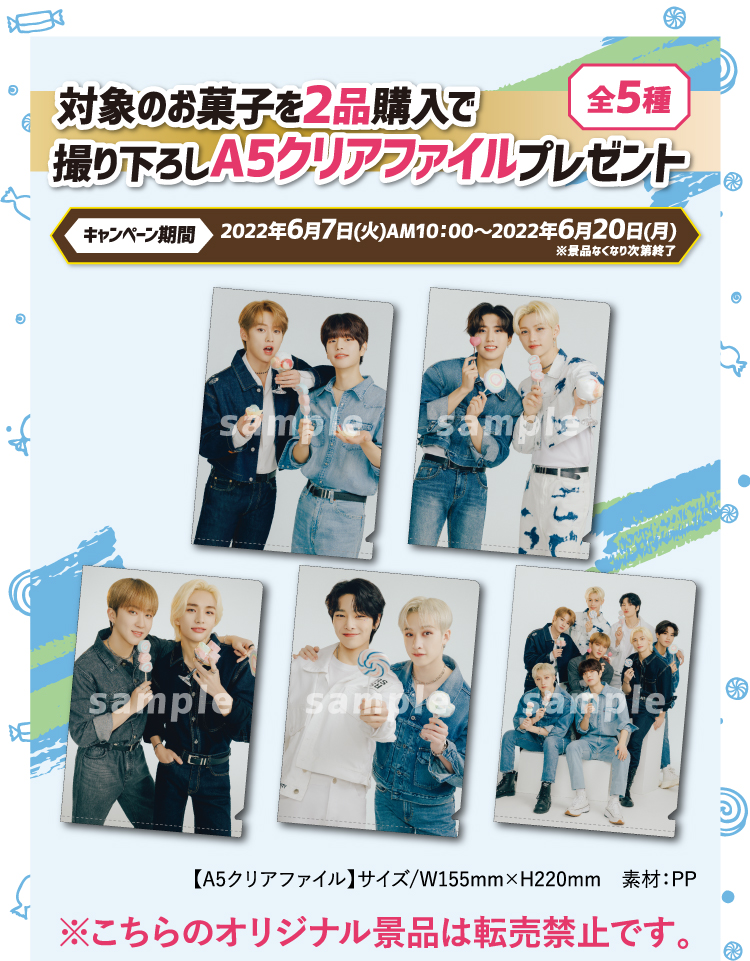 対象のお菓子を2品購入で
全5種
撮り下ろしA5クリアファイルプレゼント
キャンペーン期間
2022年6月7日(火)AM10：00～2022年6月20日(月)
※景品なくなり次第終了
sample
sample
sample
sample
sample
【A5クリアファイル】サイズ/W155mm×H220mm　素材：PP
※こちらのオリジナル景品は転売禁止です。